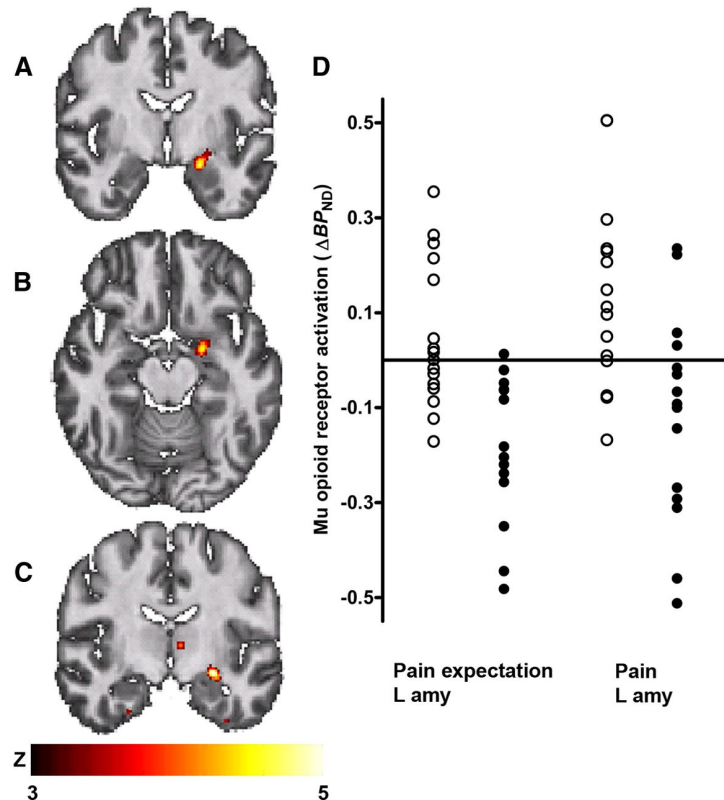 A
B
C
Z
3
5
D
Mu opioid receptor activation (ΔBP_ND)
0.5
0.3
0.1
-0.1
-0.3
-0.5
Pain expectation
L amy
Pain
L amy